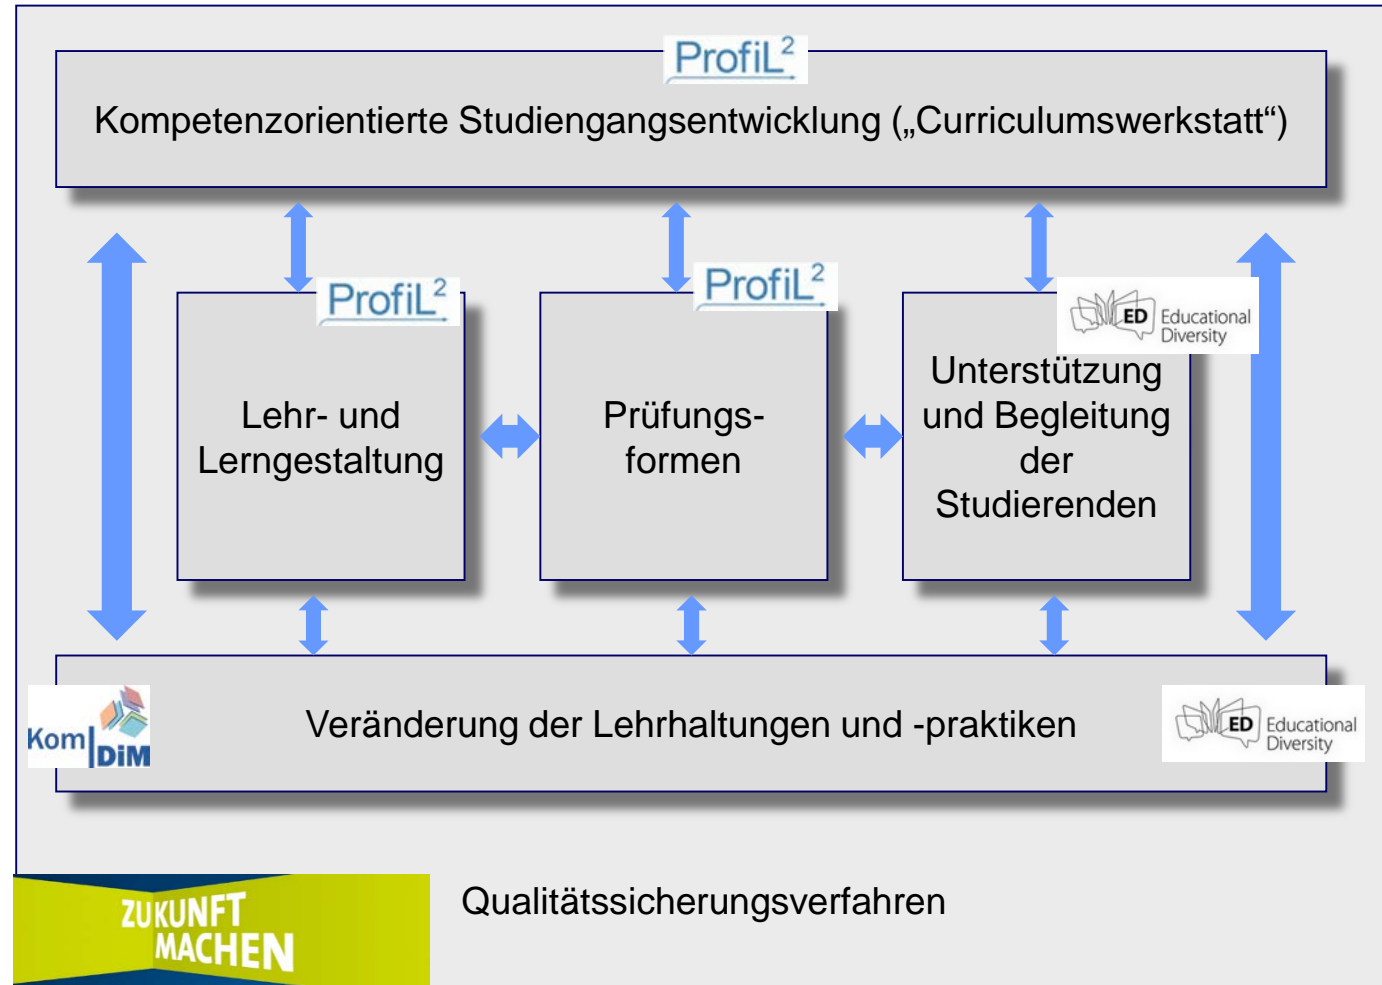 ProfiL²
Kompetenzorientierte Studiengangsentwicklung („Curriculumswerkstatt“)
ProfiL²
ProfiL²
ED Educational
Diversity
Lehr- und
Lerngestaltung
Prüfungs-
formen
Unterstützung
und Begleitung
der
Studierenden
Kom DiM
Veränderung der Lehrhaltungen und -praktiken
ED Educational
Diversity
ZUKUNFT
MACHEN
Qualitätssicherungsverfahren